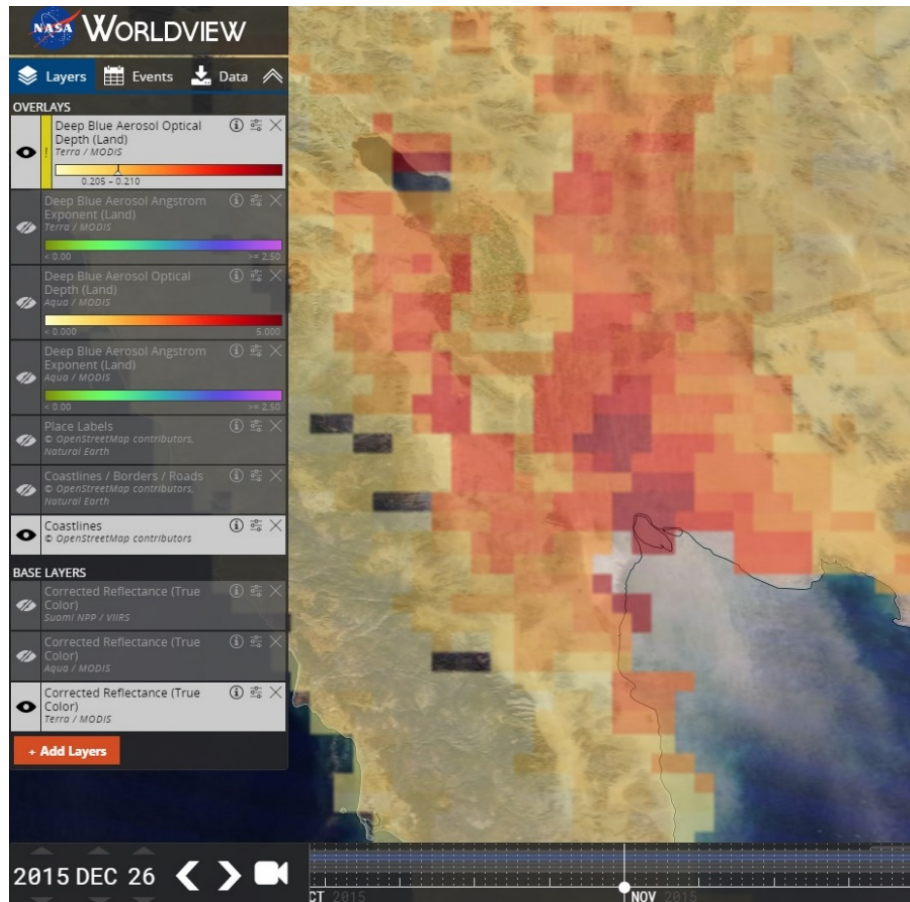 NASA WORLDVIEW
Layers Events Data
OVERLAYS
Deep Blue Aerosol Optical
Depth (Land)
Terra / MODIS
0.205 – 0.210
Deep Blue Aerosol Angstrom
Exponent (Land)
Terra / MODIS
< 0.00 >= 2.50
Deep Blue Aerosol Optical
Depth (Land)
Aqua / MODIS
< 0.000 5.000
Deep Blue Aerosol Angstrom
Exponent (Land)
Aqua / MODIS
< 0.00 >= 2.50
Place Labels
© OpenStreetMap contributors,
Natural Earth
Coastlines / Borders / Roads
© OpenStreetMap contributors,
Natural Earth
Coastlines
© OpenStreetMap contributors
BASE LAYERS
Corrected Reflectance (True
Color)
Suomi NPP / VIIRS
Corrected Reflectance (True
Color)
Aqua / MODIS
Corrected Reflectance (True
Color)
Terra / MODIS
+ Add Layers
2015 DEC 26
CT 2015 NOV 2015